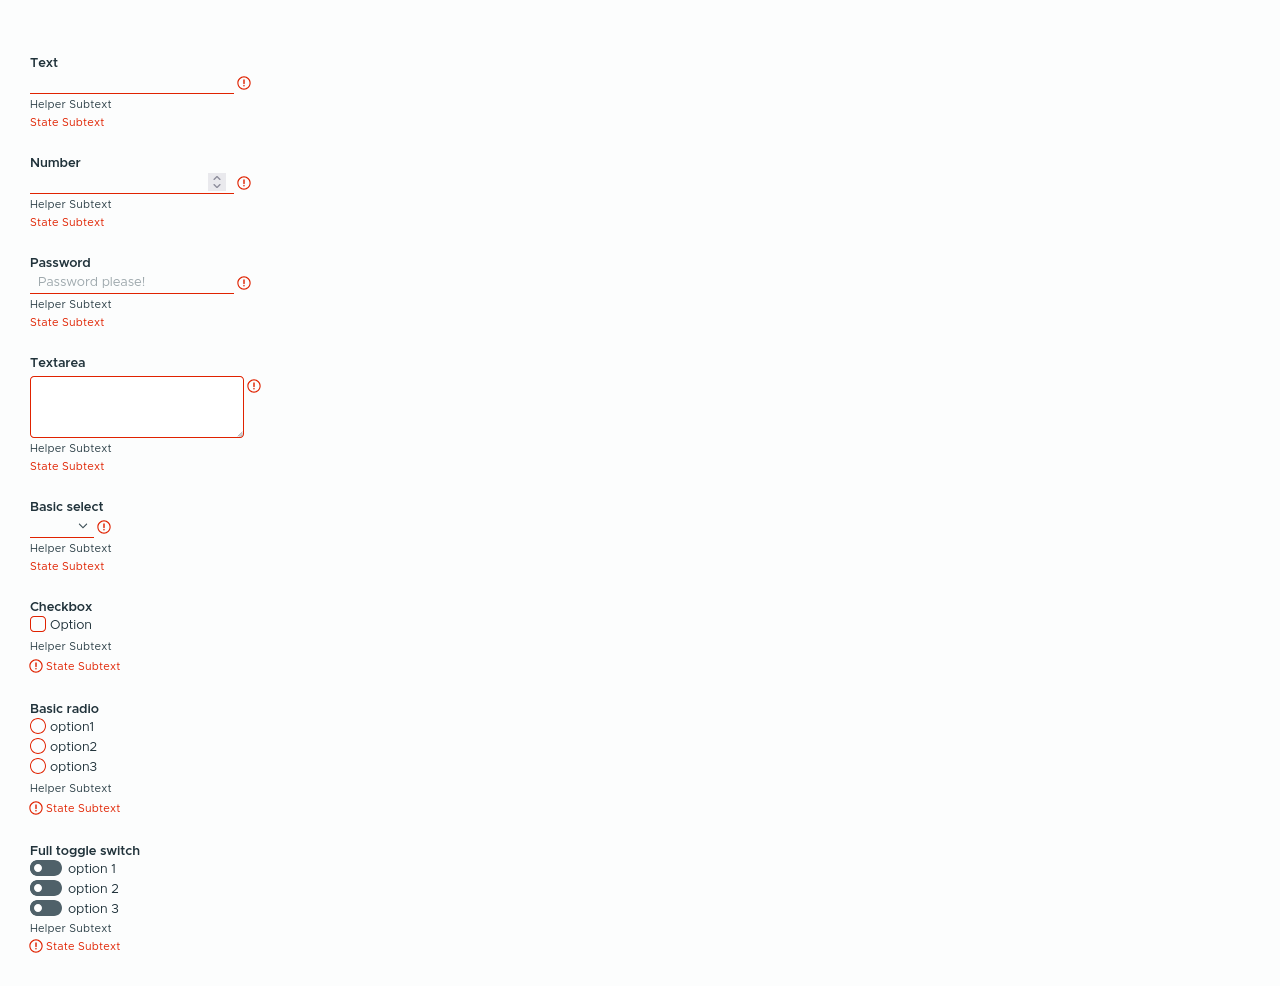 Text
Helper Subtext
State Subtext
Number
Helper Subtext
State Subtext
Password
Password please!
Helper Subtext
State Subtext
Textarea
Helper Subtext
State Subtext
Basic select
Helper Subtext
State Subtext
Checkbox
Option
Helper Subtext
State Subtext
Basic radio
option1
option2
option3
Helper Subtext
State Subtext
Full toggle switch
option 1
option 2
option 3
Helper Subtext
State Subtext